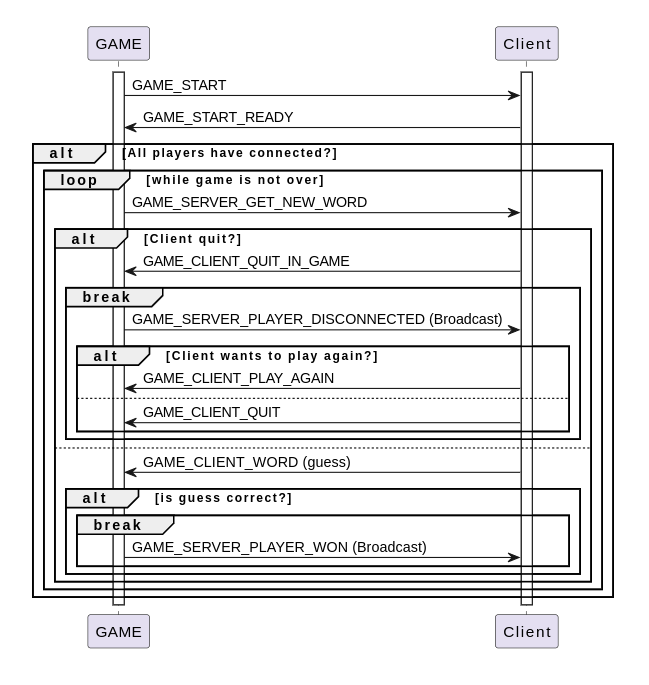 GAME Client
GAME_START
GAME_START_READY
alt [All players have connected?]
loop [while game is not over]
GAME_SERVER_GET_NEW_WORD
alt [Client quit?]
GAME_CLIENT_QUIT_IN_GAME
break
GAME_SERVER_PLAYER_DISCONNECTED (Broadcast)
alt [Client wants to play again?]
GAME_CLIENT_PLAY_AGAIN
GAME_CLIENT_QUIT
GAME_CLIENT_WORD (guess)
alt [is guess correct?]
break
GAME_SERVER_PLAYER_WON (Broadcast)
GAME Client